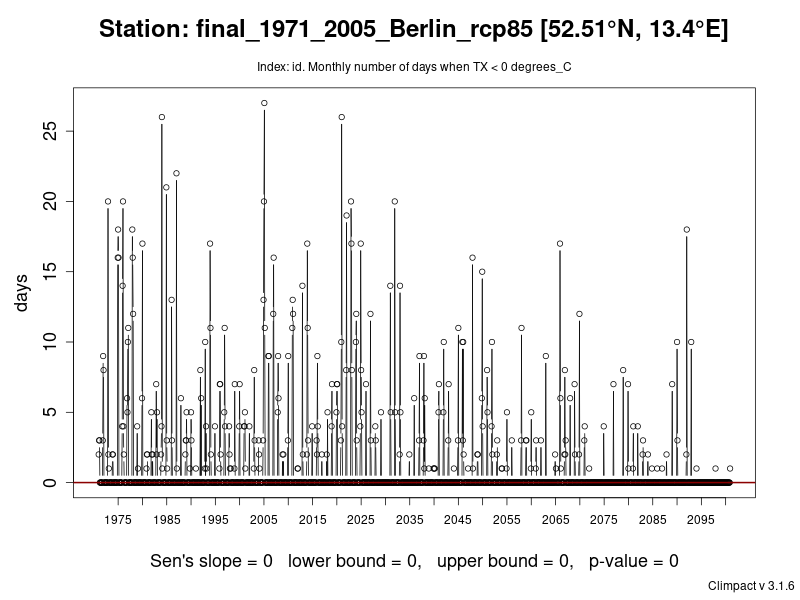 Station: final_1971_2005_Berlin_rcp85 [52.51°N, 13.4°E]
Index: id. Monthly number of days when TX < 0 degrees_C
days
25
20
15
10
5
0
1975 1985 1995 2005 2015 2025 2035 2045 2055 2065 2075 2085 2095
Sen's slope = 0 lower bound = 0, upper bound = 0, p-value = 0
Climpact v 3.1.6